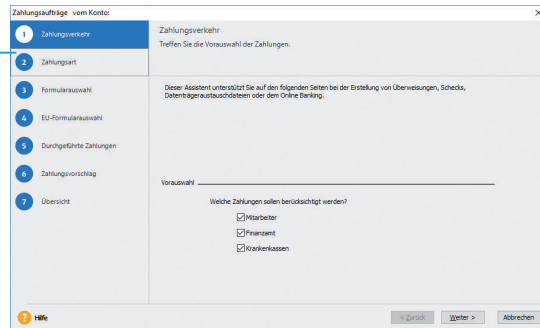 Zahlungsaufträge vom Konto:
1 Zahlungsverkehr
2 Zahlungsart
3 Formularauswahl
4 EU-Formularauswahl
5 Durchgeführte Zahlungen
6 Zahlungsvorschlag
7 Übersicht
Zahlungsverkehr
Treffen Sie die Vorauswahl der Zahlungen.
Dieser Assistent unterstützt Sie auf den folgenden Seiten bei der Erstellung von Überweisungen, Schecks,
Datenträgeraustauschdateien oder dem Online Banking.
Vorauswahl
Welche Zahlungen sollen berücksichtigt werden?
Mitarbeiter
Finanzamt
Krankenkassen
? Hilfe
< Zurück
Weiter >
Abbrechen